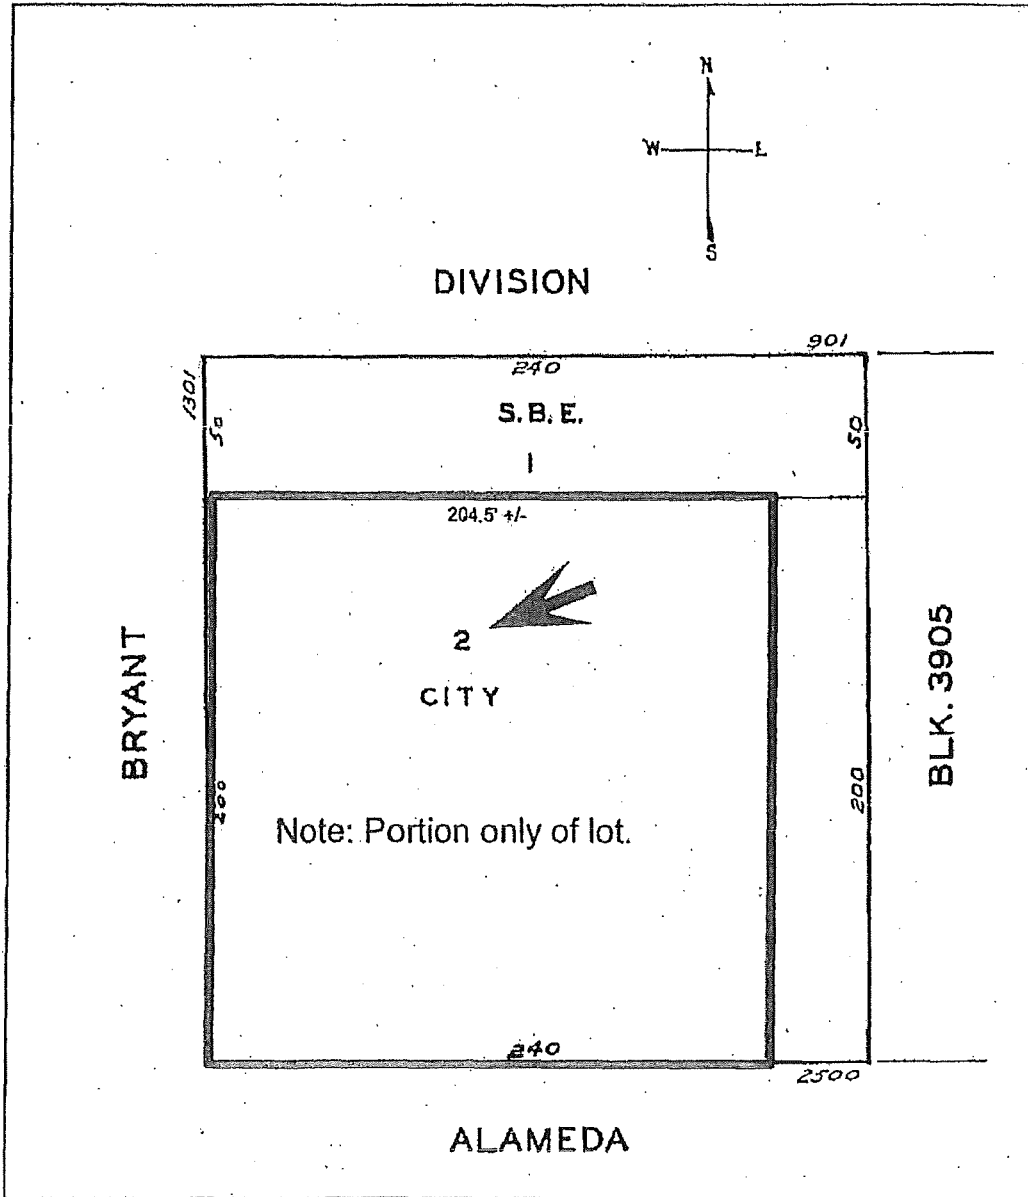 N
W E
S
DIVISION
901
240
1301
50
S.B.E.
50
1
204.5' +/-
2
CITY
BRYANT
BLK. 3905
200
200
Note: Portion only of lot.
240
2500
ALAMEDA